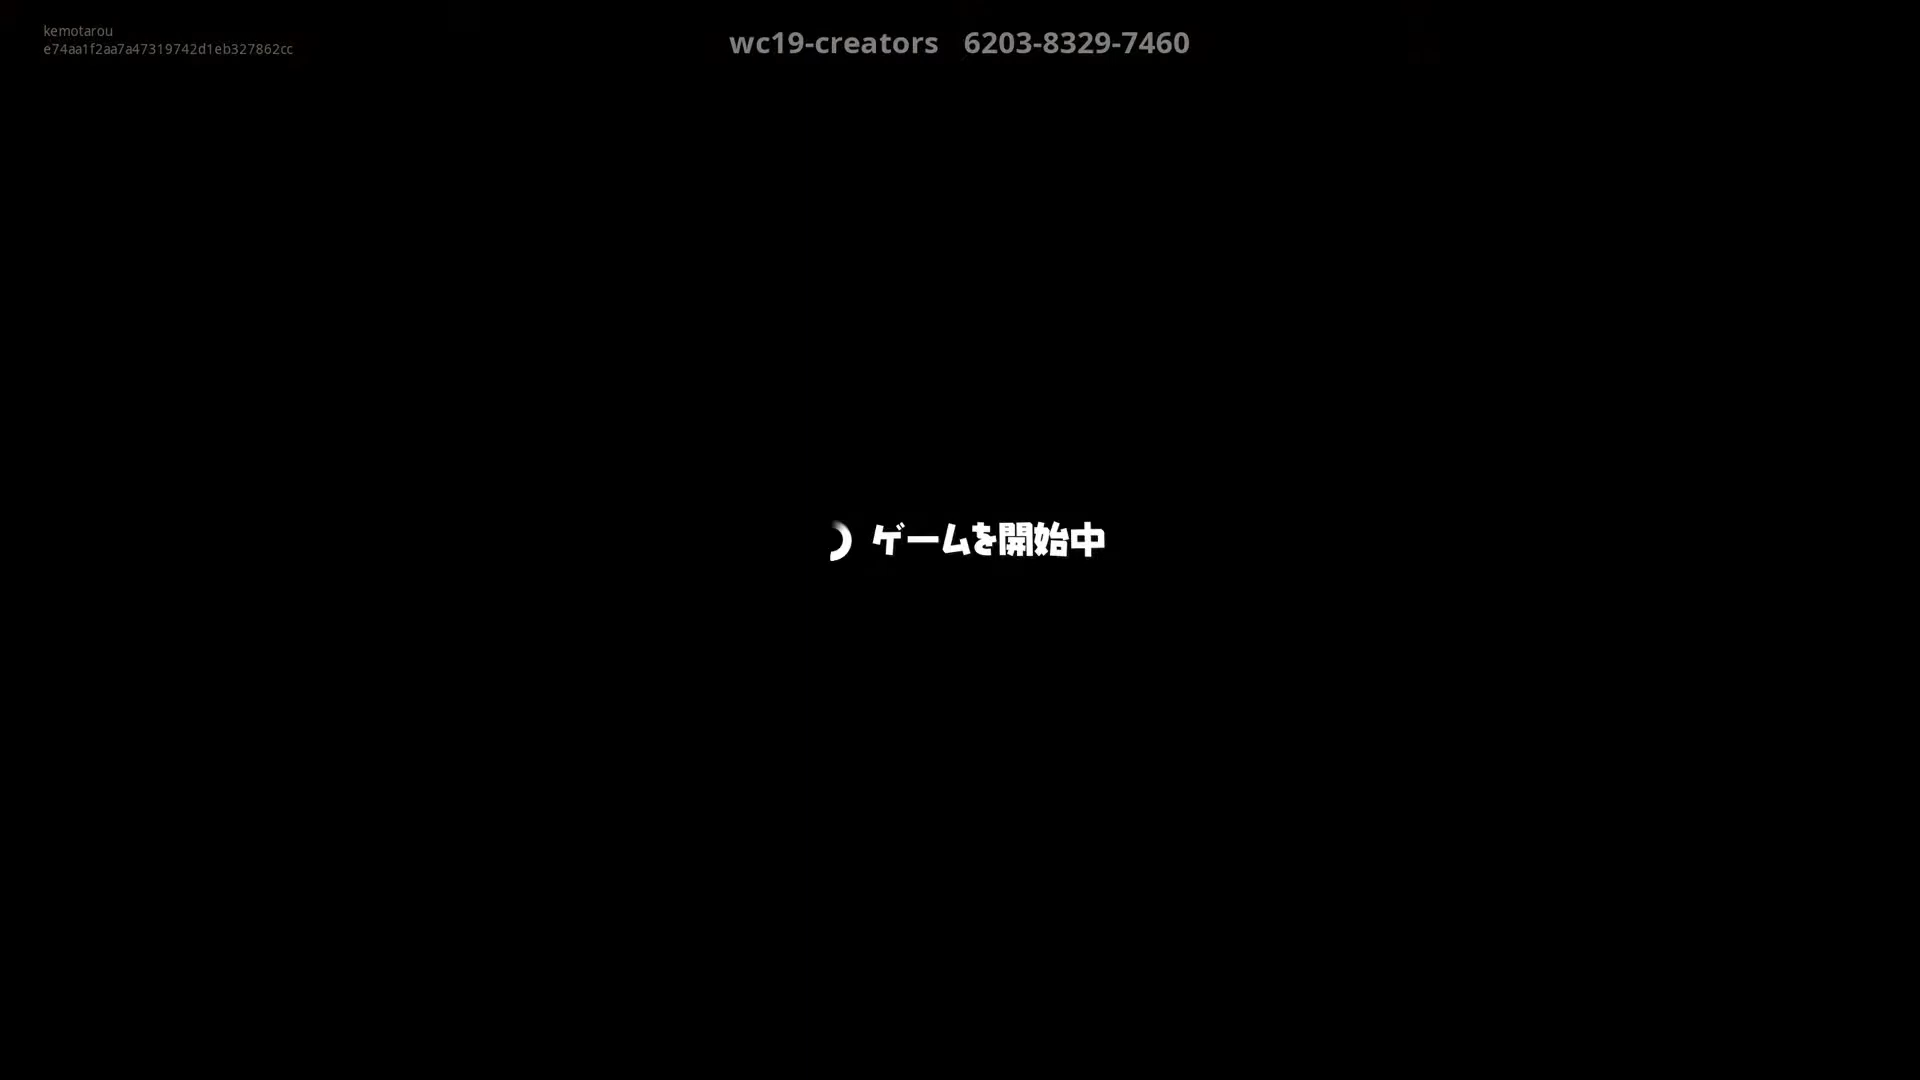 kemotarou
e74aa1f2aa7a47319742d1eb327862cc
wc19-creators 6203-8329-7460
ゲームを開始中